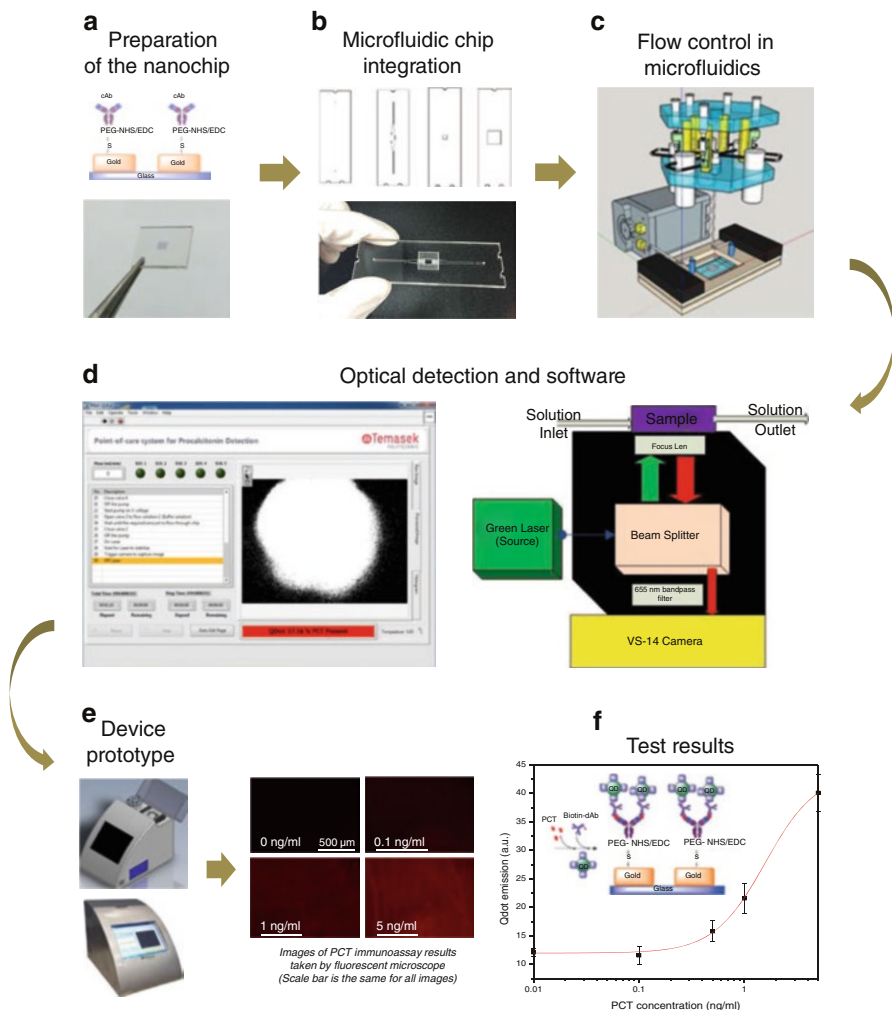 a
Preparation
of the nanochip
cAb
cAb
PEG-NHS/EDC
PEG-NHS/EDC
S
S
Gold
Gold
Glass
b
Microfluidic chip
integration
c
Flow control in
microfluidics
d
Optical detection and software
Point-of-care system for Procalcitonin Detection
Temasek
POLYTECHNIC
Solution
Inlet
Sample
Solution
Outlet
Focus Len
Green Laser
(Source)
Beam Splitter
655 nm bandpass
filter
VS-14 Camera
e
Device
prototype
0 ng/ml
500 µm
0.1 ng/ml
1 ng/ml
5 ng/ml
Images of PCT immunoassay results
taken by fluorescent microscope
(Scale bar is the same for all images)
f
Test results
45
40
35
30
25
20
15
10
Qdot emission (a.u.)
QD
QD
QD
QD
PCT
Biotin-dAb
QD
PEG- NHS/EDC
PEG- NHS/EDC
S
S
Gold
Gold
Glass
0.01
0.1
1
PCT concentration (ng/ml)